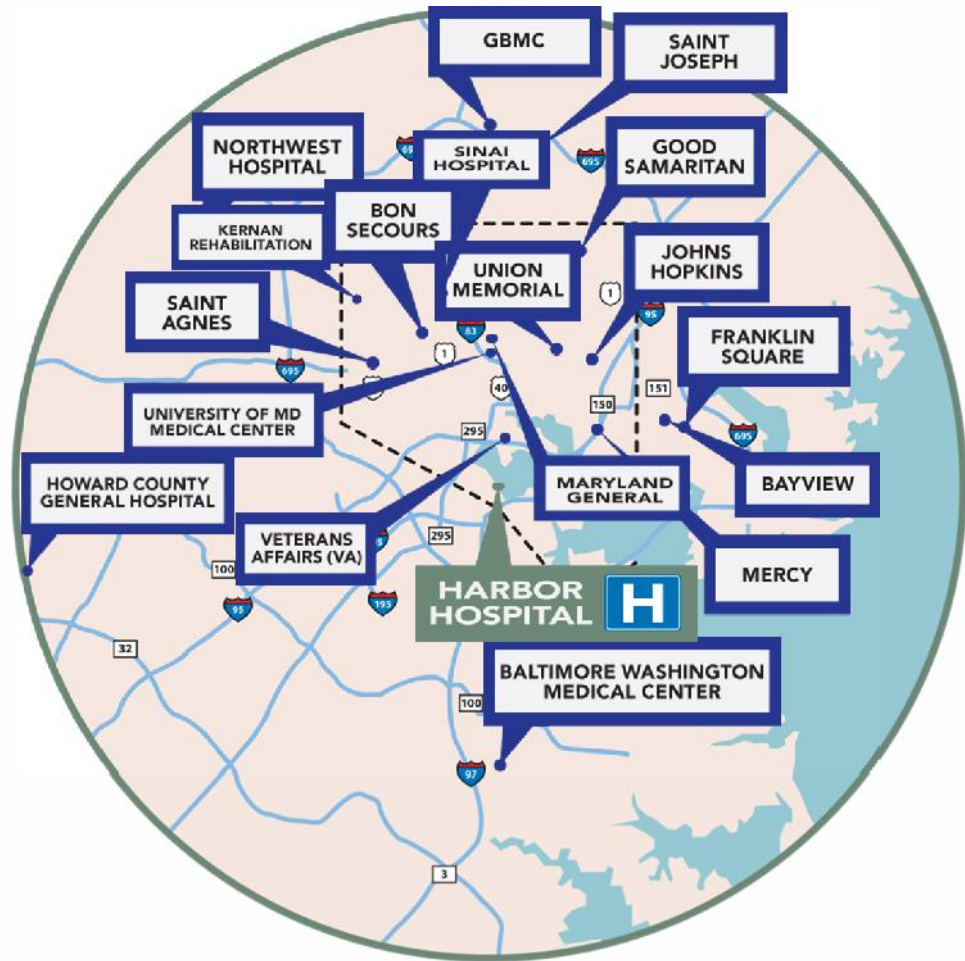 GBMC
SAINT
JOSEPH
NORTHWEST
HOSPITAL
SINAI
HOSPITAL
695
GOOD
SAMARITAN
KERNAN
REHABILITATION
BON
SECOURS
UNION
MEMORIAL
JOHNS
HOPKINS
1
95
SAINT
AGNES
83
1
FRANKLIN
SQUARE
695
40
150
151
UNIVERSITY OF MD
MEDICAL CENTER
295
695
HOWARD COUNTY
GENERAL HOSPITAL
MARYLAND
GENERAL
BAYVIEW
VETERANS
AFFAIRS (VA)
295
100
95
195
HARBOR
HOSPITAL
H
MERCY
32
BALTIMORE WASHINGTON
MEDICAL CENTER
100
97
3